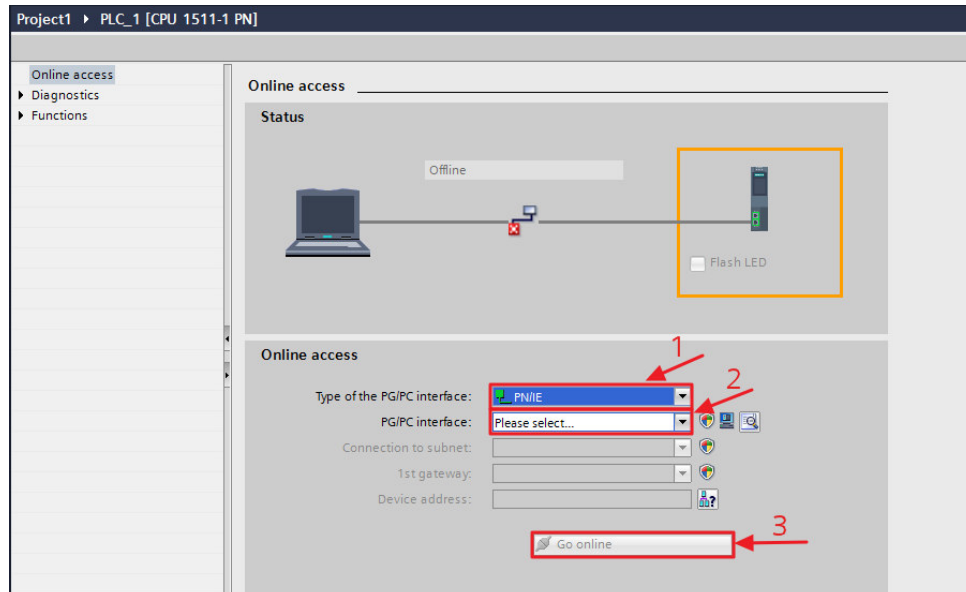 Project1 ▸ PLC_1 [CPU 1511-1 PN]
Online access
Diagnostics
Functions
Online access
Status
Offline
Flash LED
Online access
1
Type of the PG/PC interface: PN/IE
2
PG/PC interface: Please select...
Connection to subnet:
1st gateway:
Device address: ?
3
Go online